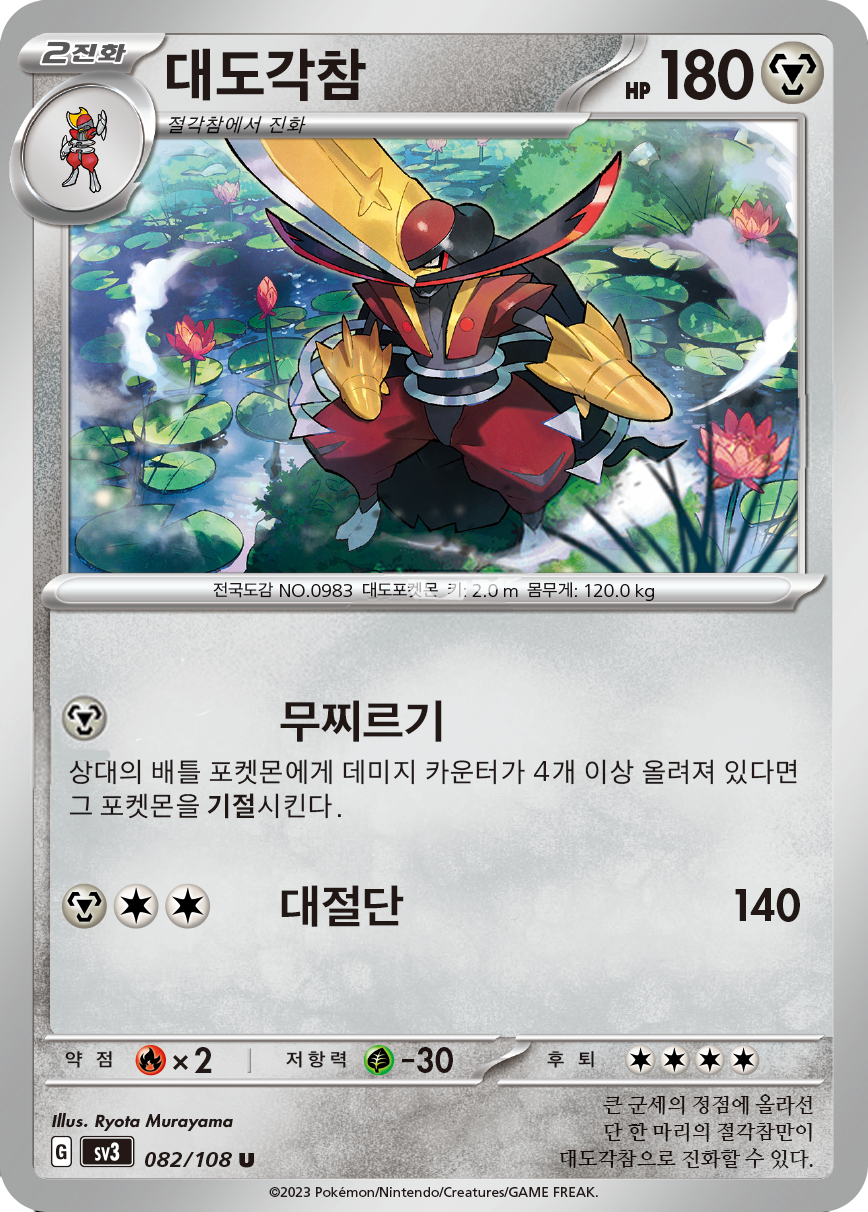 2진화
대도각참
HP 180
절각참에서 진화
전국도감 NO.0983 대도포켓몬 키: 2.0 m 몸무게: 120.0 kg
무찌르기
상대의 배틀 포켓몬에게 데미지 카운터가 4개 이상 올려져 있다면
그 포켓몬을 기절시킨다.
대절단 140
약점 ×2 저항력 -30 후퇴
Illus. Ryota Murayama
G sv3 082/108 U
큰 군세의 정점에 올라선
단 한 마리의 절각참만이
대도각참으로 진화할 수 있다.
©2023 Pokémon/Nintendo/Creatures/GAME FREAK.